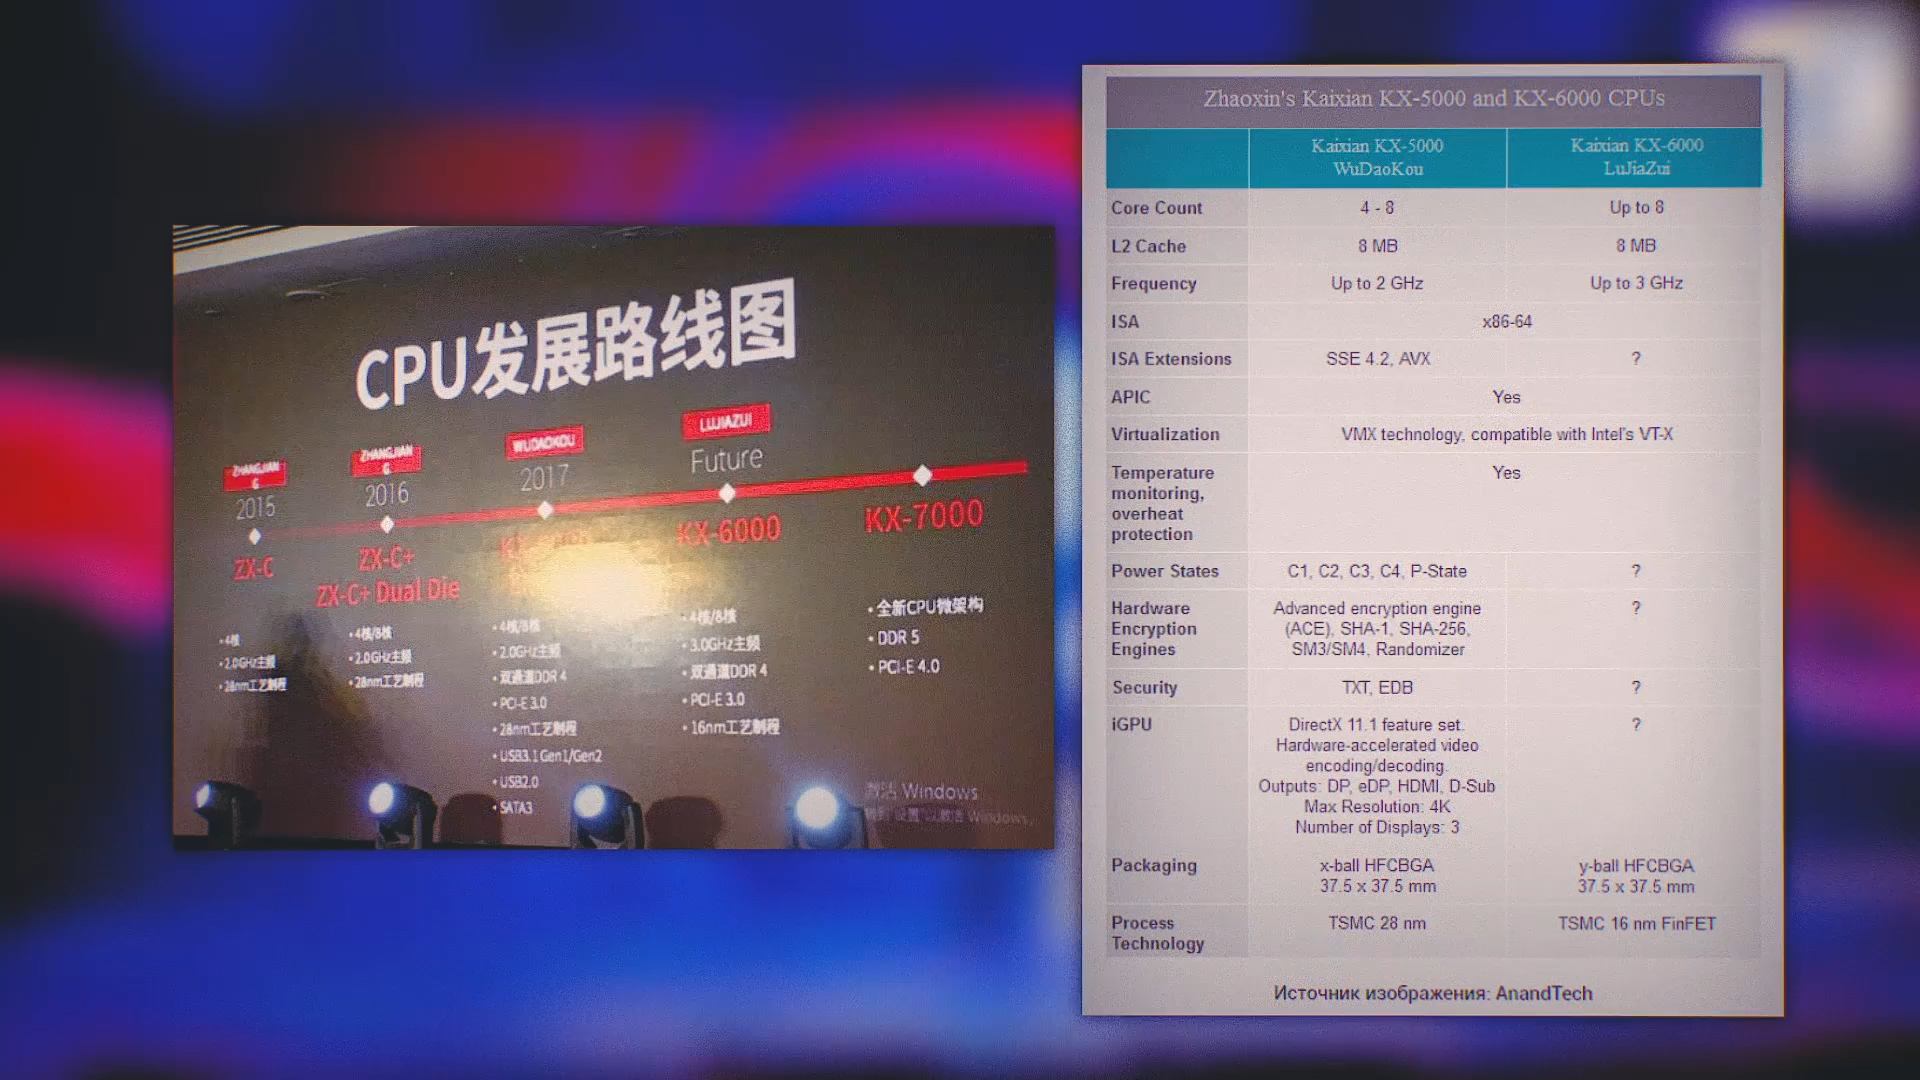 CPU发展路线图
ZHANGJIAN
G
2015
ZX-C
•4核
•2.0GHz主频
•28nm工艺制程
ZHANGJIAN
G
2016
ZX-C+
ZX-C+ Dual Die
•4核/8核
•2.0GHz主频
•28nm工艺制程
WUDAOKOU
2017
•4核/8核
•2.0GHz主频
•双通道DDR 4
•PCI-E 3.0
•28nm工艺制程
•USB3.1 Gen1/Gen2
•USB2.0
•SATA3
LUJIAZUI
Future
KX-6000
•4核/8核
•3.0GHz主频
•双通道DDR 4
•PCI-E 3.0
•16nm工艺制程
KX-7000
•全新CPU微架构
•DDR 5
•PCI-E 4.0
激活 Windows
Zhaoxin's Kaixian KX-5000 and KX-6000 CPUs
Kaixian KX-5000
WuDaoKou
Kaixian KX-6000
LuJiaZui
Core Count 4 - 8 Up to 8
L2 Cache 8 MB 8 MB
Frequency Up to 2 GHz Up to 3 GHz
ISA x86-64
ISA Extensions SSE 4.2, AVX ?
APIC Yes
Virtualization VMX technology, compatible with Intel's VT-X
Temperature Yes
monitoring,
overheat
protection
Power States C1, C2, C3, C4, P-State ?
Hardware Advanced encryption engine ?
Encryption (ACE), SHA-1, SHA-256,
Engines SM3/SM4, Randomizer
Security TXT, EDB ?
iGPU DirectX 11.1 feature set. ?
Hardware-accelerated video
encoding/decoding.
Outputs: DP, eDP, HDMI, D-Sub
Max Resolution: 4K
Number of Displays: 3
Packaging x-ball HFCBGA y-ball HFCBGA
37.5 x 37.5 mm 37.5 x 37.5 mm
Process TSMC 28 nm TSMC 16 nm FinFET
Technology
Источник изображения: AnandTech